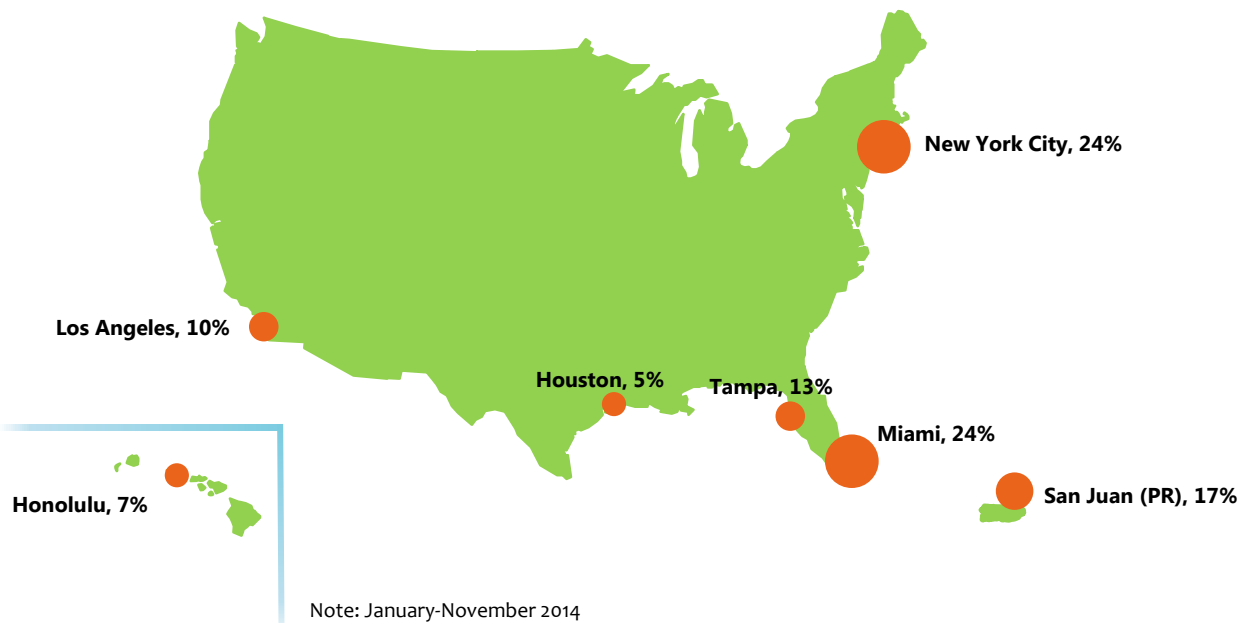 New York City, 24%
Los Angeles, 10%
Houston, 5%
Tampa, 13%
Miami, 24%
San Juan (PR), 17%
Honolulu, 7%
Note: January-November 2014